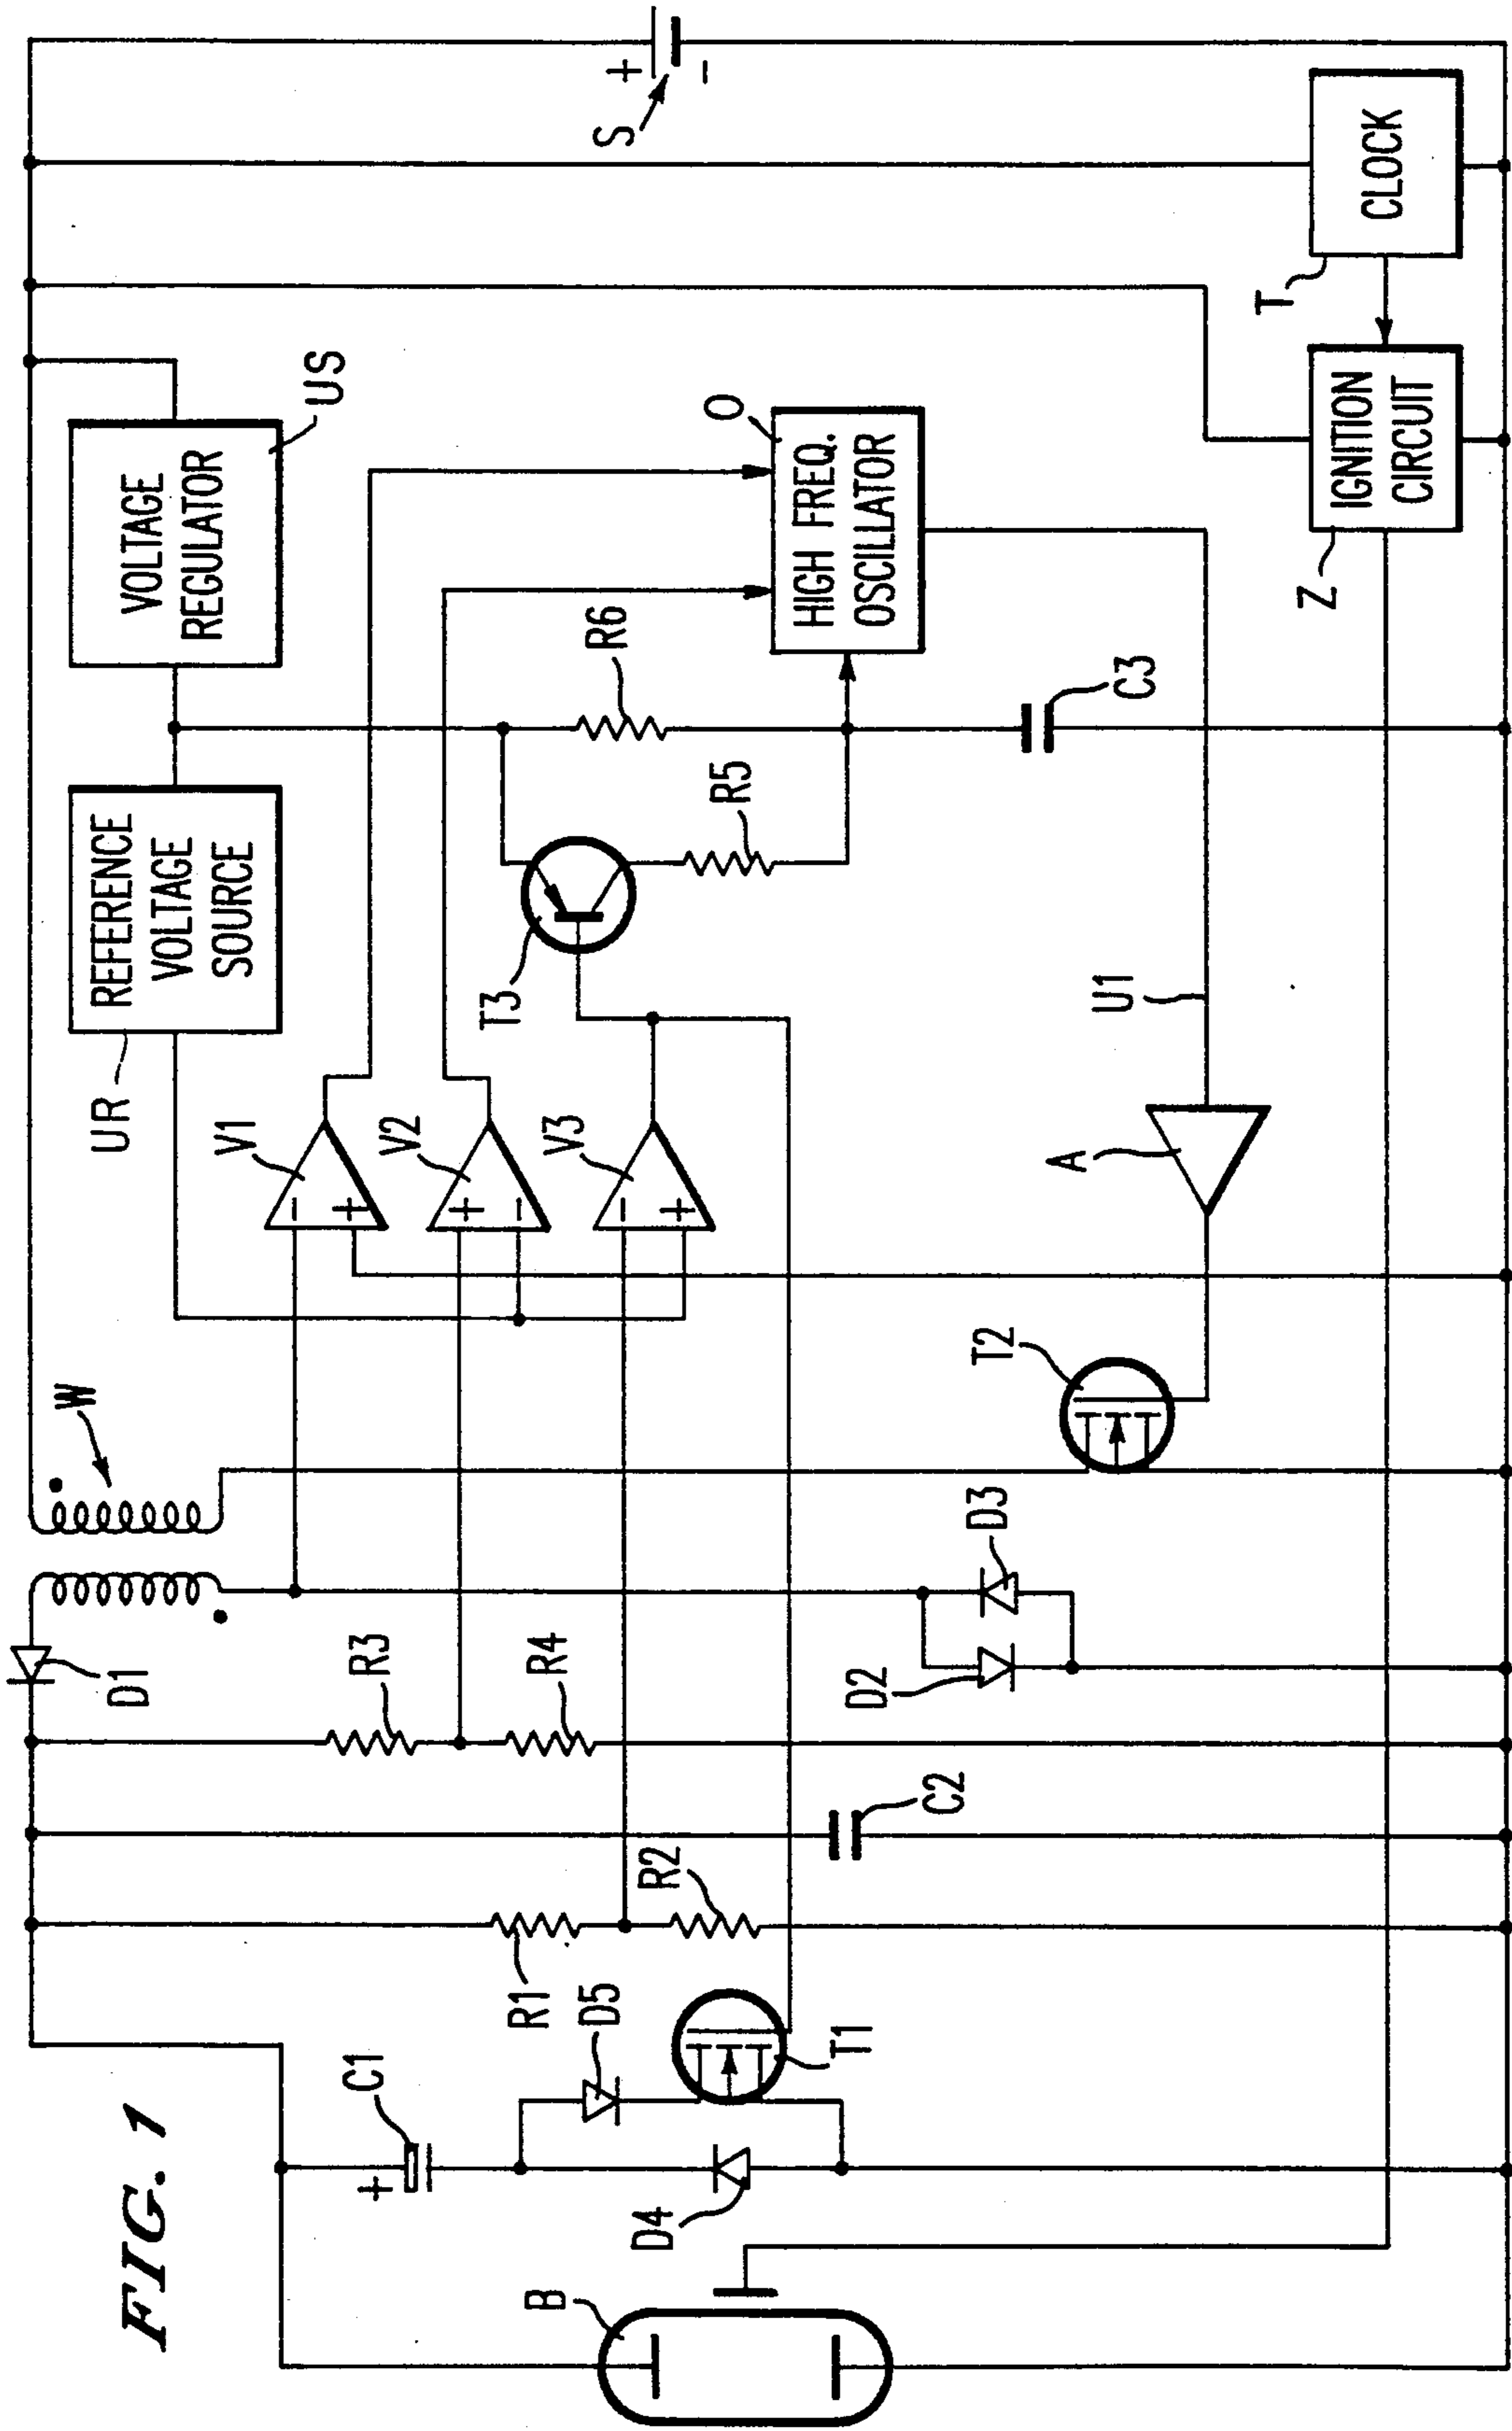 FIG. 1
B
C1
+
D4
D5
T1
R1
R2
C2
D1
R3
R4
D2
D3
W
T2
UR
REFERENCE
VOLTAGE
SOURCE
V1
-
+
V2
+
-
V3
-
+
T3
A
U1
R5
R6
C3
VOLTAGE
REGULATOR
US
O
HIGH FREQ.
OSCILLATOR
Z
IGNITION
CIRCUIT
T
CLOCK
S
+
-